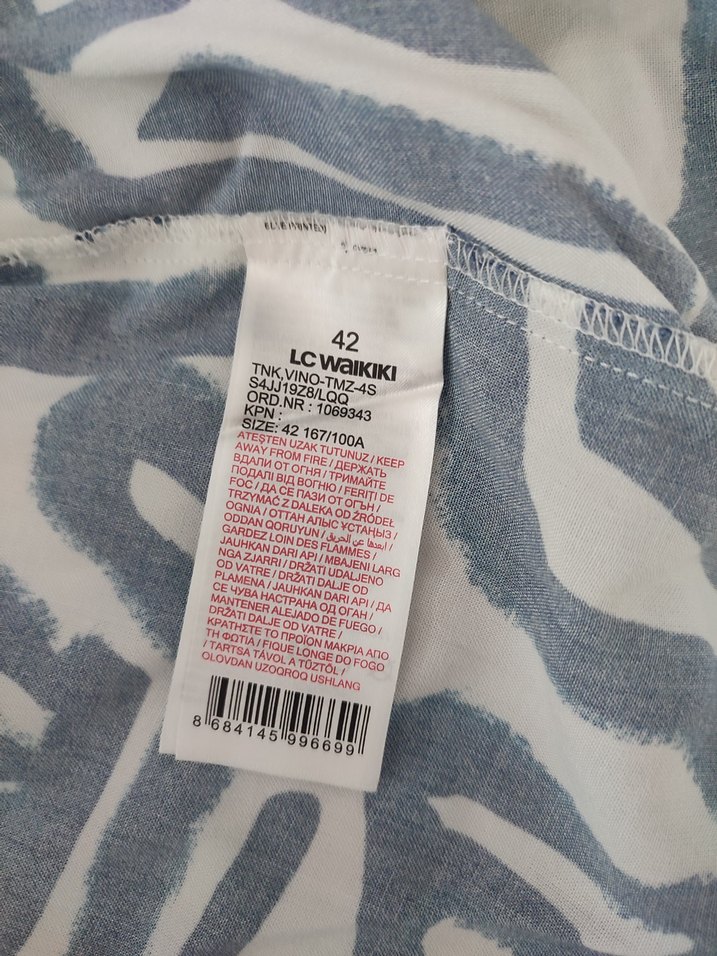 42
LC WAIKIKI
TNK,VINO-TMZ-4S
S4JJ19Z8/LQQ
ORD.NR : 1069343
KPN :
SIZE: 42 167/100A
ATEŞTEN UZAK TUTUNUZ / KEEP
AWAY FROM FIRE / ДЕРЖАТЬ
ВДАЛИ ОТ ОГНЯ / ТРИМАЙТЕ
ПОДАЛІ ВІД ВОГНЮ / FERIȚI DE
FOC / ДА СЕ ПАЗИ ОТ ОГЪН /
TRZYMAĆ Z DALEKA OD ŹRÓDEŁ
OGNIA / ОТТАН АЛЫС ҰСТАҢЫЗ /
ODDAN QORUYUN / ابعدها عن الحريق /
GARDEZ LOIN DES FLAMMES /
JAUHKAN DARI API / MBAJENI LARG
NGA ZJARRI / DRŽATI UDALJENO
OD VATRE / DRŽATI DALJE OD
PLAMENA / JAUHKAN DARI API / ДА
СЕ ЧУВА НАСТРАНА ОД ОГАН /
MANTENER ALEJADO DE FUEGO /
DRŽATI DALJE OD VATRE /
ΚΡΑΤΗΣΤΕ ΤΟ ΠΡΟΪΟΝ ΜΑΚΡΙΑ ΑΠΟ
ΤΗ ΦΩΤΙΑ / FIQUE LONGE DO FOGO
/ TARTSA TÁVOL A TŰZTŐL /
OLOVDAN UZOQROQ USHLANG
8 684145 996699